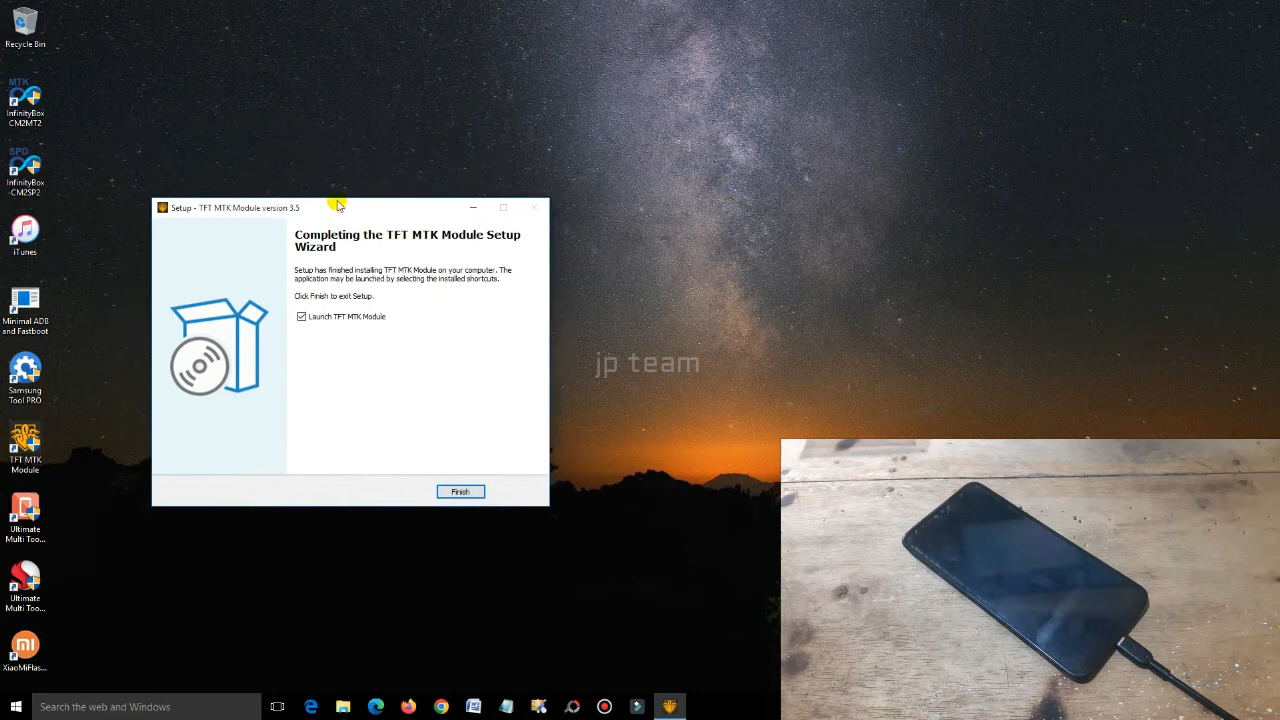 Recycle Bin
MTK
InfinityBox
CM2MT2
SPD
InfinityBox
-CM2SP2
iTunes
Minimal ADB
and Fastboot
Samsung
Tool PRO
TFT MTK
Module
Ultimate
Multi Too...
Ultimate
Multi Too...
XiaoMiFlas...
Setup - TFT MTK Module version 3.5
Completing the TFT MTK Module Setup
Wizard
Setup has finished installing TFT MTK Module on your computer. The
application may be launched by selecting the installed shortcuts.
Click Finish to exit Setup.
Launch TFT MTK Module
Finish
jp team
Search the web and Windows